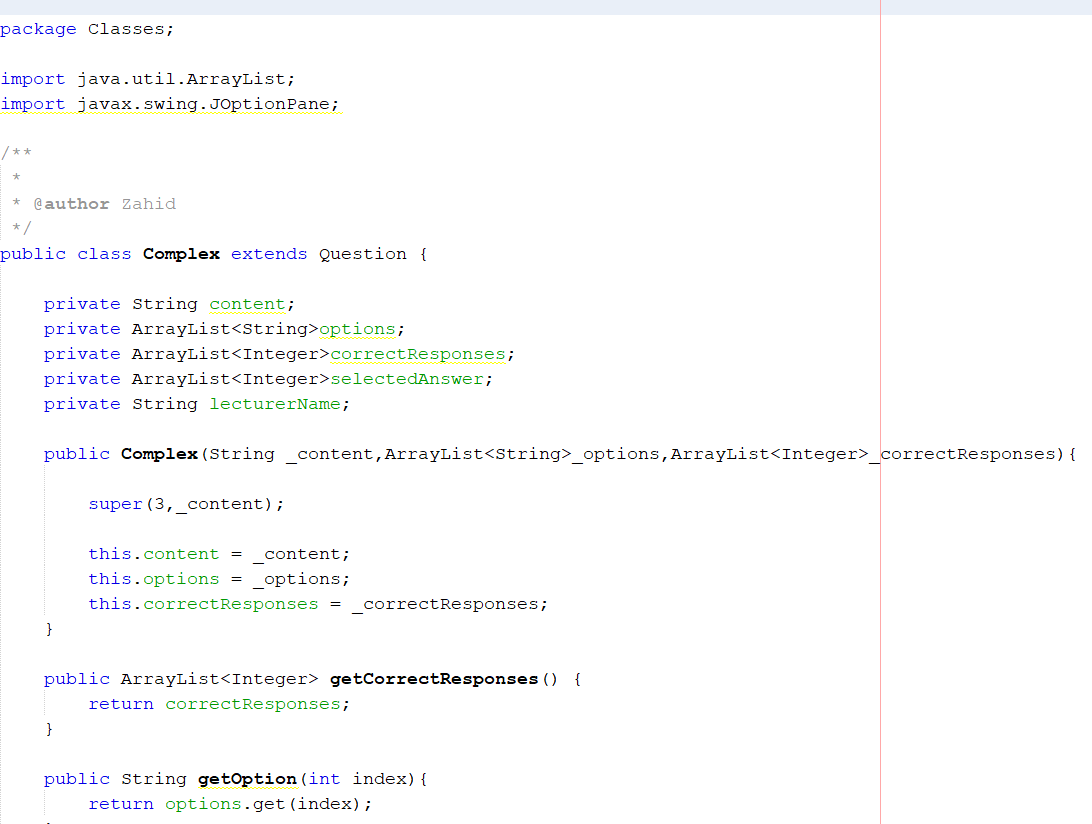 package Classes;
import java.util.ArrayList;
import javax.swing.JOptionPane;
/**
 *
 * @author Zahid
 */
public class Complex extends Question {
    private String content;
    private ArrayList<String>options;
    private ArrayList<Integer>correctResponses;
    private ArrayList<Integer>selectedAnswer;
    private String lecturerName;
    public Complex(String _content,ArrayList<String>_options,ArrayList<Integer>_correctResponses){
        super(3,_content);
        this.content = _content;
        this.options = _options;
        this.correctResponses = _correctResponses;
    }
    public ArrayList<Integer> getCorrectResponses() {
        return correctResponses;
    }
    public String getOption(int index){
        return options.get(index);